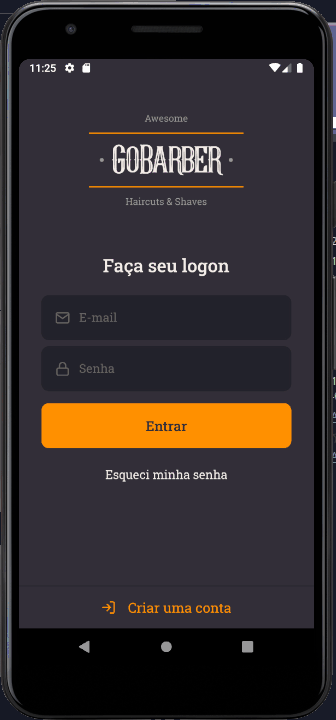 11:25
Awesome
GOBARBER
Haircuts & Shaves
Faça seu logon
E-mail
Senha
Entrar
Esqueci minha senha
Criar uma conta